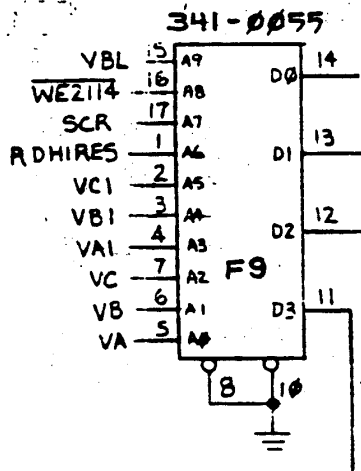 341-0055
VBL 15 A9 D0 14
WE2114 16 A8
SCR 17 A7
RDHIRES 1 A6 D1 13
VC1 2 A5
VB1 3 A4 D2 12
VA1 4 A3
VC 7 A2 F9
VB 6 A1 D3 11
VA 5 A0
8 10